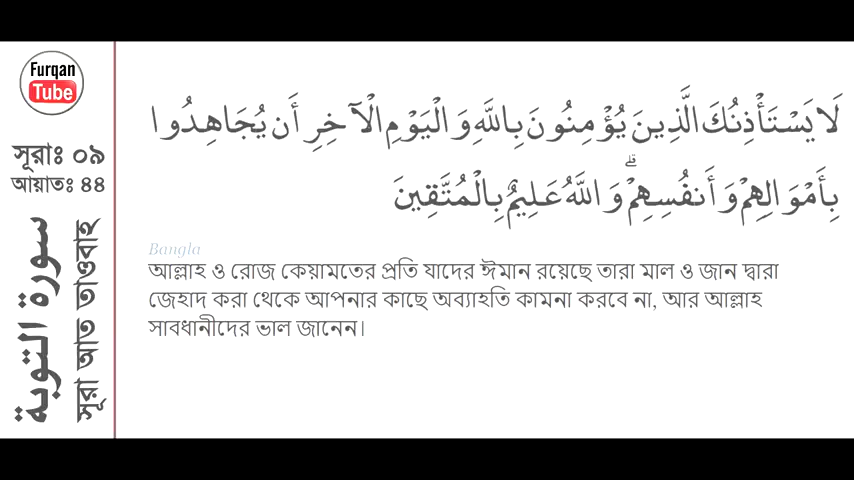 Furqan
Tube
সূরাঃ ০৯
আয়াতঃ ৪৪
سورة التوبة
সূরা আত তাওবাহ
لَا يَسْتَأْذِنُكَ الَّذِينَ يُؤْمِنُونَ بِاللَّهِ وَالْيَوْمِ الْآخِرِ أَن يُجَاهِدُوا
بِأَمْوَالِهِمْ وَأَنفُسِهِمْ ۗ وَاللَّهُ عَلِيمٌ بِالْمُتَّقِينَ
Bangla
আল্লাহ ও রোজ কেয়ামতের প্রতি যাদের ঈমান রয়েছে তারা মাল ও জান দ্বারা
জেহাদ করা থেকে আপনার কাছে অব্যাহতি কামনা করবে না, আর আল্লাহ
সাবধানীদের ভাল জানেন।